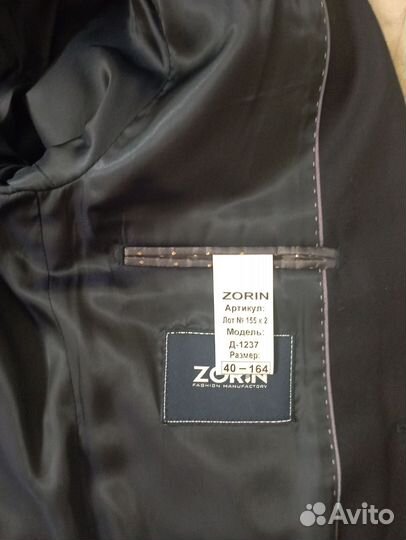 ZORIN
Артикул:
Лот № 155 к 2
Модель:
Д-1237
Размер:
40 – 164
ZORIN
FASHION MANUFACTORY
Avito